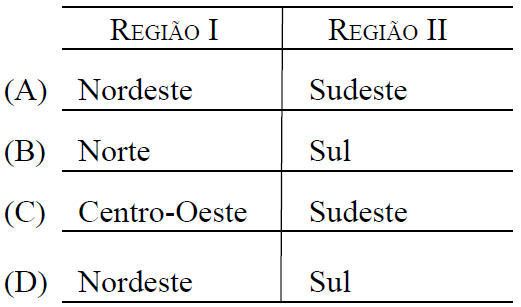 REGIÃO I REGIÃO II
(A) Nordeste Sudeste
(B) Norte Sul
(C) Centro-Oeste Sudeste
(D) Nordeste Sul